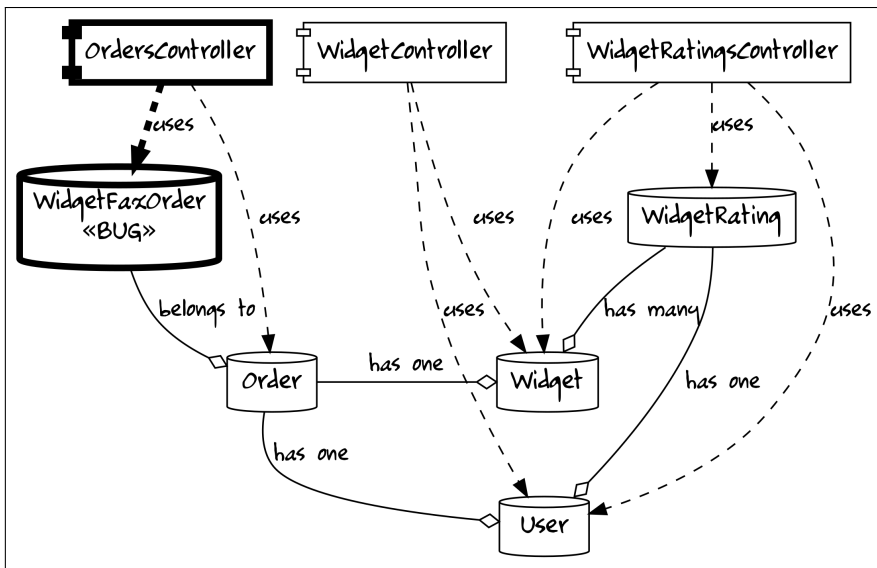 OrdersController
WidgetController
WidgetRatingsController
uses
uses
WidgetFaxOrder
«BUG»
WidgetRating
uses
uses
uses
belongs to
uses
has many
uses
has one
has one
Order
Widget
has one
User